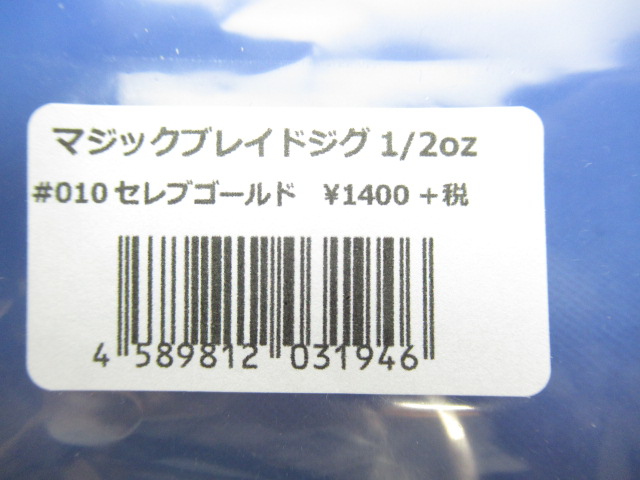 マジックブレイドジグ 1/2oz
#010 セレブゴールド ¥1400 +税
4 589812 031946